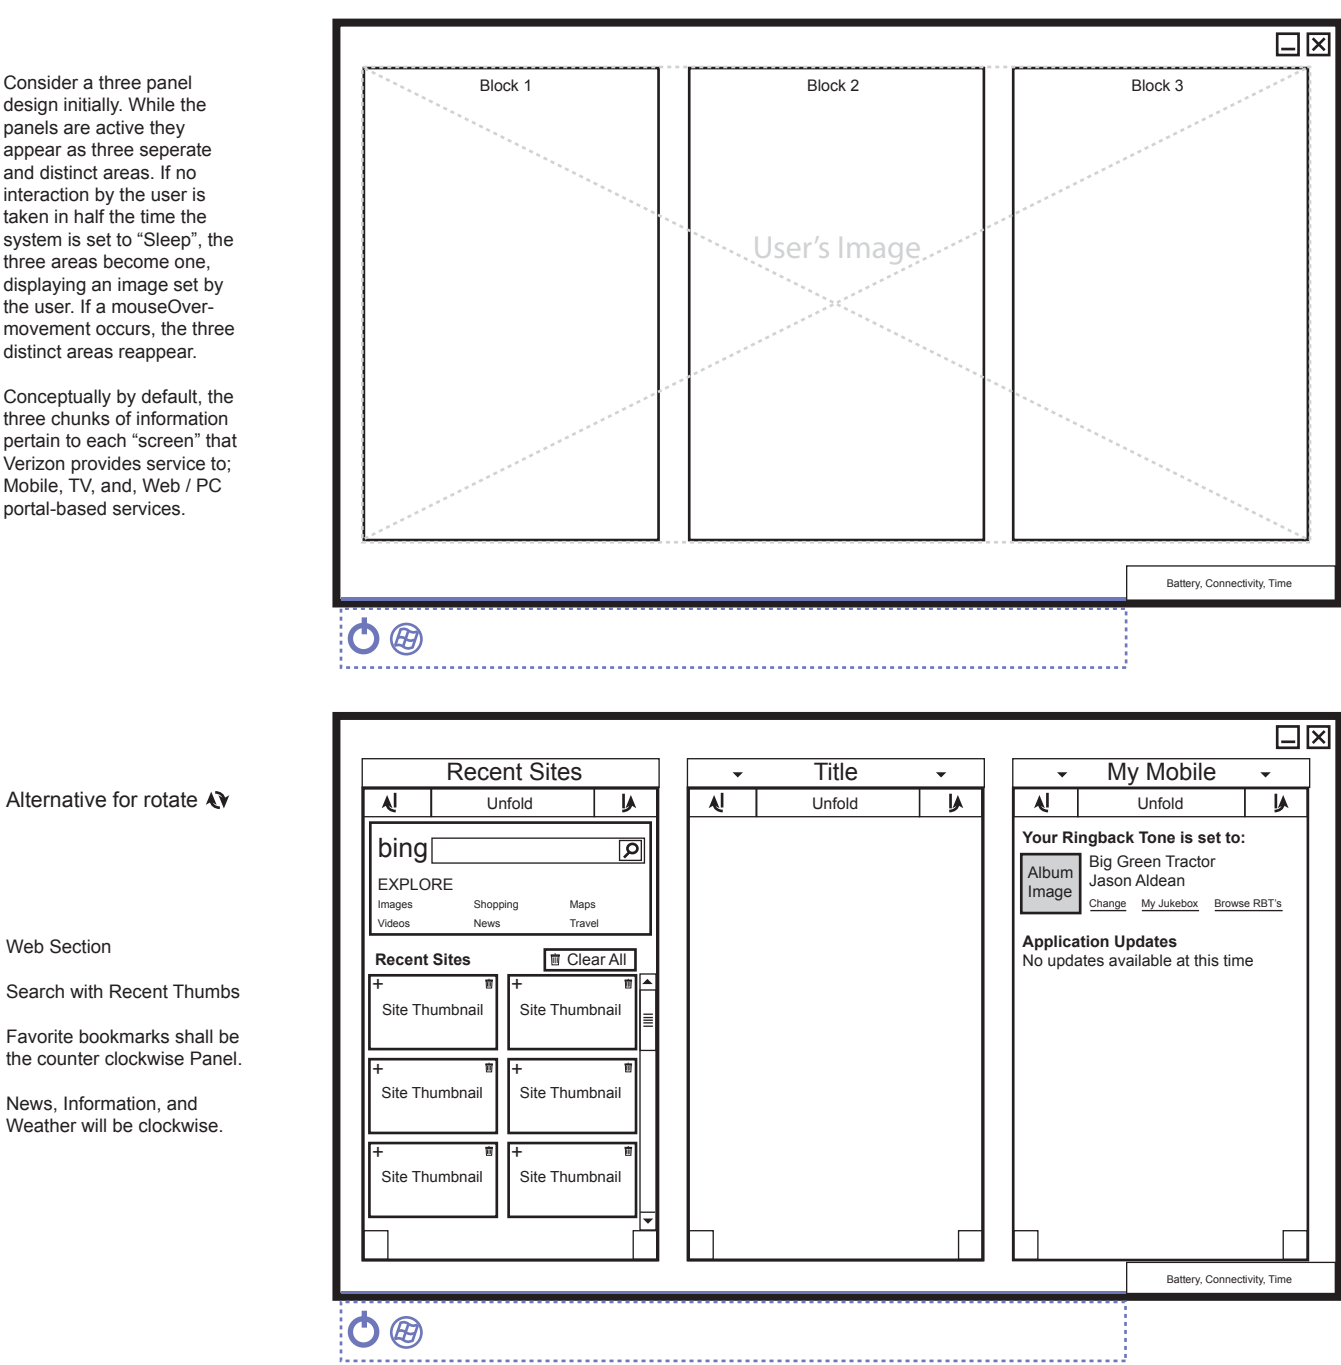 Consider a three panel
design initially. While the
panels are active they
appear as three seperate
and distinct areas. If no
interaction by the user is
taken in half the time the
system is set to “Sleep”, the
three areas become one,
displaying an image set by
the user. If a mouseOver-
movement occurs, the three
distinct areas reappear.
Conceptually by default, the
three chunks of information
pertain to each “screen” that
Verizon provides service to;
Mobile, TV, and, Web / PC
portal-based services.
Block 1
Block 2
Block 3
User’s Image
Battery, Connectivity, Time
Alternative for rotate
Web Section
Search with Recent Thumbs
Favorite bookmarks shall be
the counter clockwise Panel.
News, Information, and
Weather will be clockwise.
Recent Sites
Unfold
bing
EXPLORE
Images Shopping Maps
Videos News Travel
Recent Sites
Clear All
Site Thumbnail Site Thumbnail
Site Thumbnail Site Thumbnail
Site Thumbnail Site Thumbnail
Title
Unfold
My Mobile
Unfold
Your Ringback Tone is set to:
Album
Image
Big Green Tractor
Jason Aldean
Change My Jukebox Browse RBT’s
Application Updates
No updates available at this time
Battery, Connectivity, Time